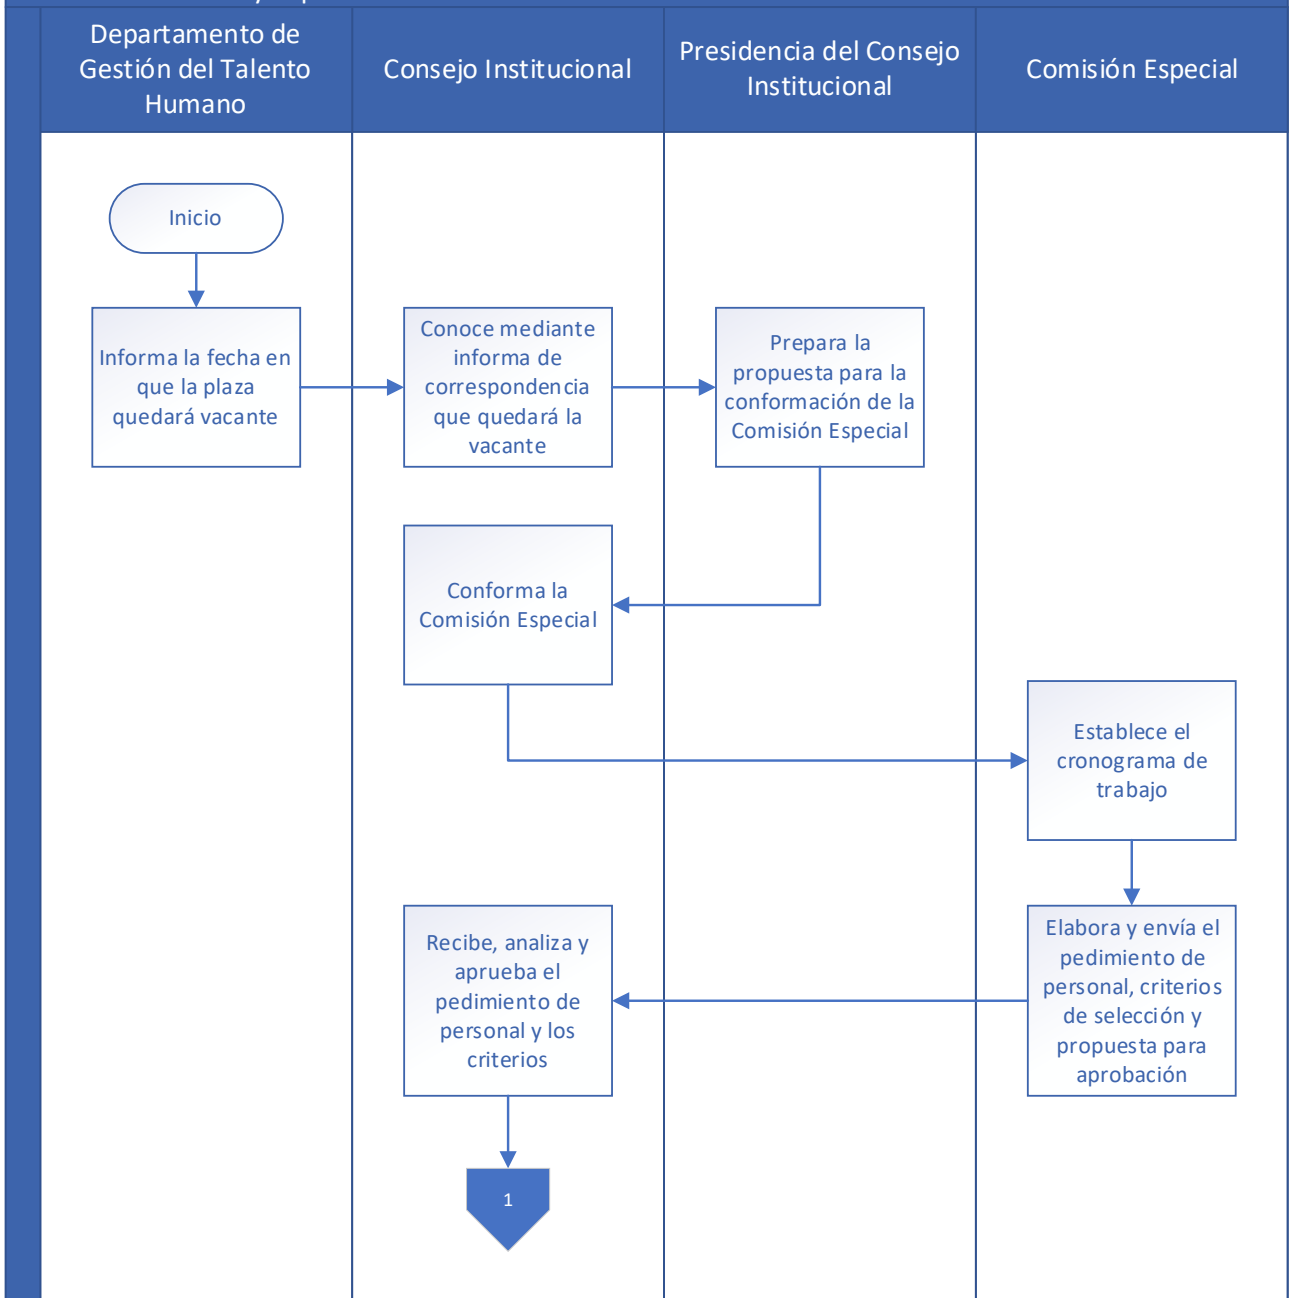 Departamento de
Gestión del Talento
Humano
Consejo Institucional
Presidencia del Consejo
Institucional
Comisión Especial
Inicio
Informa la fecha en
que la plaza
quedará vacante
Conoce mediante
informa de
correspondencia
que quedará la
vacante
Prepara la
propuesta para la
conformación de la
Comisión Especial
Conforma la
Comisión Especial
Establece el
cronograma de
trabajo
Recibe, analiza y
aprueba el
pedimiento de
personal y los
criterios
Elabora y envía el
pedimiento de
personal, criterios
de selección y
propuesta para
aprobación
1